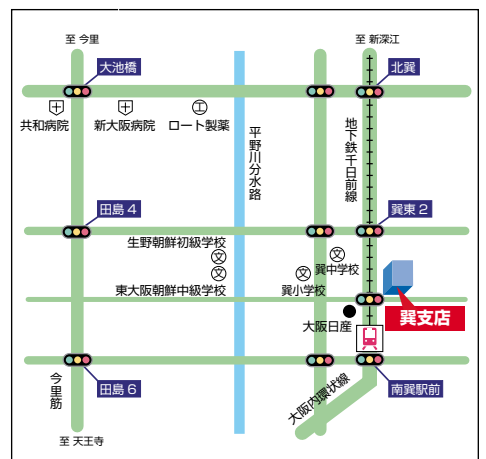 至 今里
至 新深江
大池橋
北巽
共和病院
新大阪病院
ロート製薬
工
平野川分水路
地下鉄千日前線
田島4
巽東2
生野朝鮮初級学校
文
文
東大阪朝鮮中級学校
文
巽小学校
文
巽中学校
大阪日産
巽支店
今里筋
田島6
大阪内環状線
南巽駅前
至 天王寺